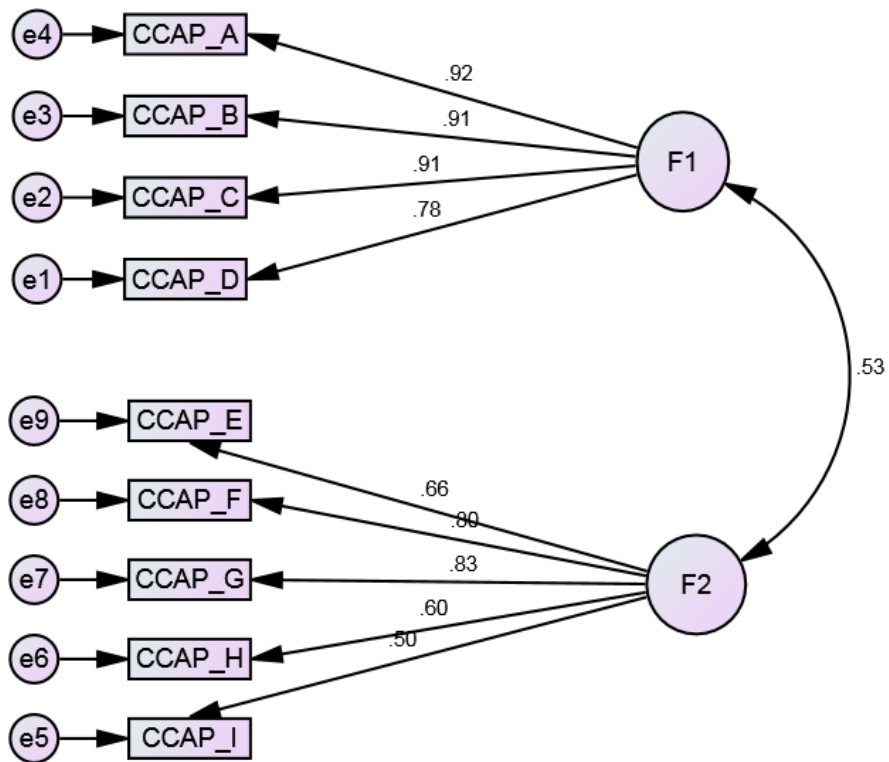 e4 CCAP_A
.92
e3 CCAP_B
.91
F1
e2 CCAP_C
.91
.78
e1 CCAP_D
.53
e9 CCAP_E
.66
e8 CCAP_F
.80
.83
e7 CCAP_G
F2
.60
e6 CCAP_H
.50
e5 CCAP_I